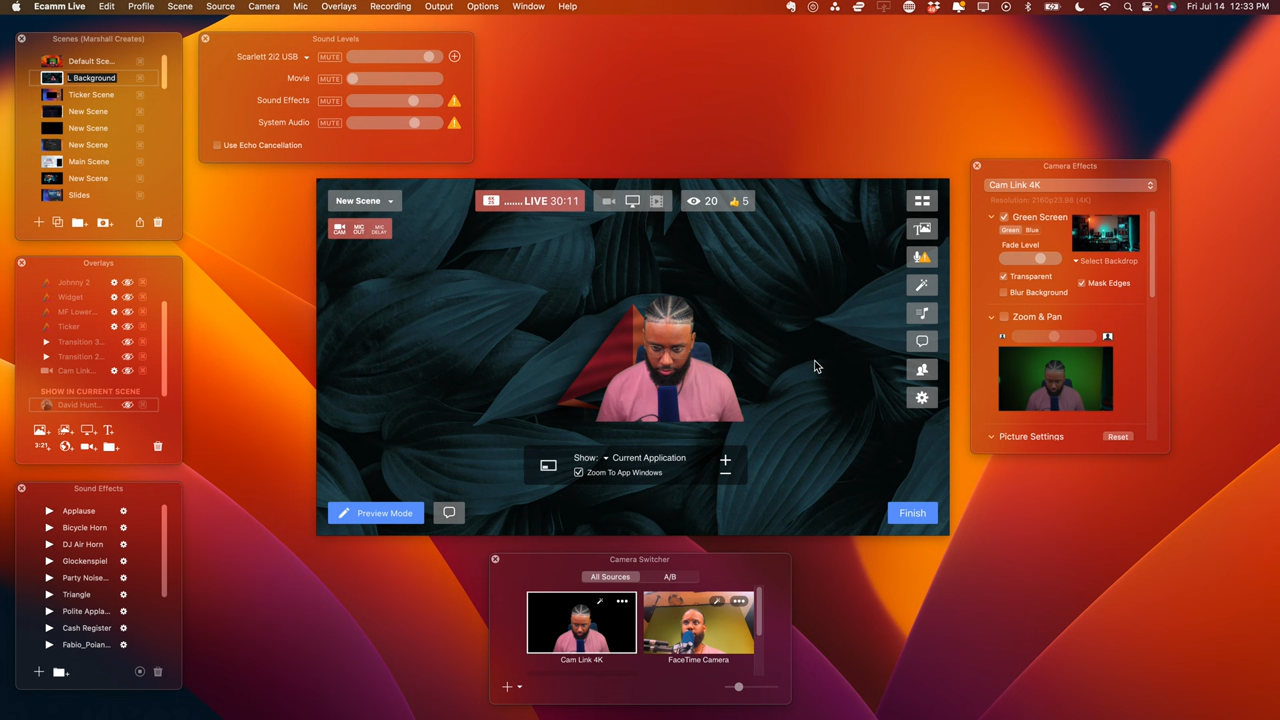 Ecamm Live Edit Profile Scene Source Camera Mic Overlays Recording Output Options Window Help Fri Jul 14 12:33 PM
Scenes (Marshall Creates)
Default Sce...
L Background
Ticker Scene
New Scene
New Scene
New Scene
Main Scene
New Scene
Slides
Sound Levels
Scarlett 2i2 USB MUTE
Movie MUTE
Sound Effects MUTE
System Audio MUTE
Use Echo Cancellation
Overlays
Johnny 2
Widget
MF Lower...
Ticker
Transition 3...
Transition 2...
Cam Link...
SHOW IN CURRENT SCENE
David Hunt...
3:21+
Sound Effects
Applause
Bicycle Horn
DJ Air Horn
Glockenspiel
Party Noise...
Triangle
Polite Appla...
Cash Register
Fabio_Poian...
New Scene
.......LIVE 30:11
20 5
CAM MIC OUT MIC DELAY
Show: Current Application
Zoom To App Windows
Preview Mode
Finish
Camera Switcher
All Sources A/B
Cam Link 4K FaceTime Camera
Camera Effects
Cam Link 4K
Resolution: 2160p23.98 (4K)
Green Screen
Green Blue
Fade Level
Select Backdrop
Transparent
Mask Edges
Blur Background
Zoom & Pan
Picture Settings Reset